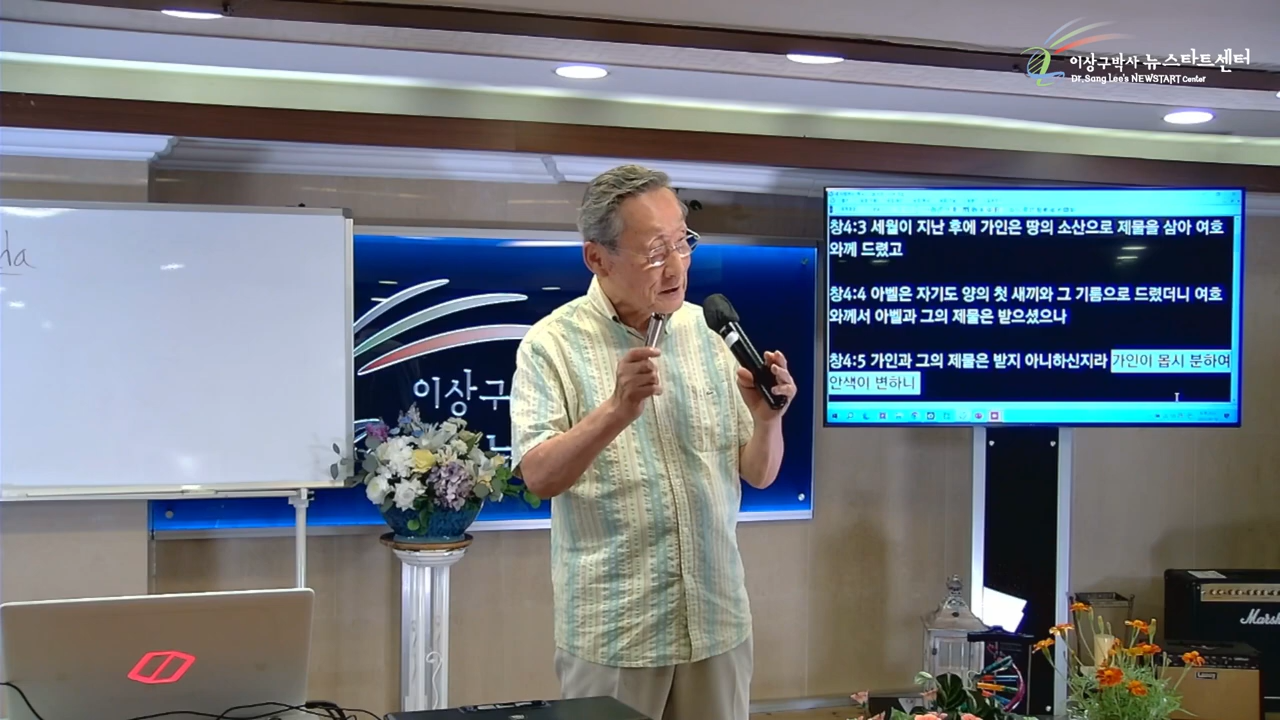 이상구박사 뉴스타트센터
Dr.Sang Lee's NEWSTART Center
창4:3 세월이 지난 후에 가인은 땅의 소산으로 제물을 삼아 여호
와께 드렸고
창4:4 아벨은 자기도 양의 첫 새끼와 그 기름으로 드렸더니 여호
와께서 아벨과 그의 제물은 받으셨으나
창4:5 가인과 그의 제물은 받지 아니하신지라 가인이 몹시 분하여
안색이 변하니
이상구